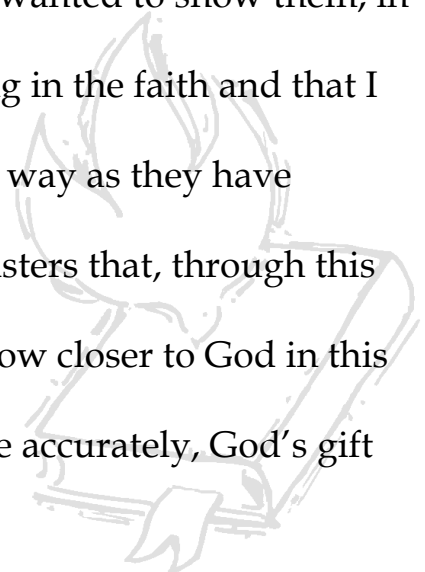 wanted to show them, in
g in the faith and that I
way as they have
sters that, through this
ow closer to God in this
e accurately, God’s gift